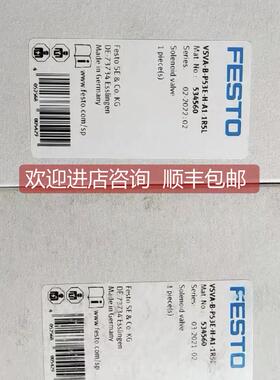 FESTO
VSVA-B-P53E-H-A1-1R5L
Mat. No.: 534560
Series 02 2022-02
Solenoid valve
1 piece(s)
Festo SE & Co. KG
DE-73734 Esslingen
Made in Germany
www.festo.com/sp
欢迎进店咨询 顺丰包邮
FESTO
VSVA-B-P53E-H-A1-1R5L
Mat. No.: 534560
Solenoid valve
1 piece(s)
Festo SE & Co. KG
DE-73734 Esslingen
Made in Germany
www.festo.com/sp